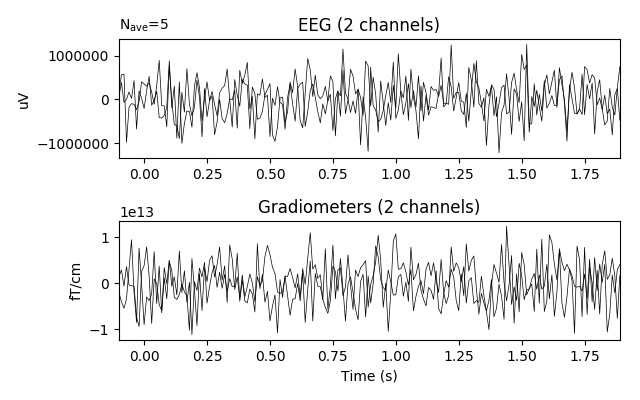 N_ave=5
EEG (2 channels)
1000000
0
−1000000
uV
0.00 0.25 0.50 0.75 1.00 1.25 1.50 1.75
1e13
Gradiometers (2 channels)
1
0
−1
fT/cm
0.00 0.25 0.50 0.75 1.00 1.25 1.50 1.75
Time (s)